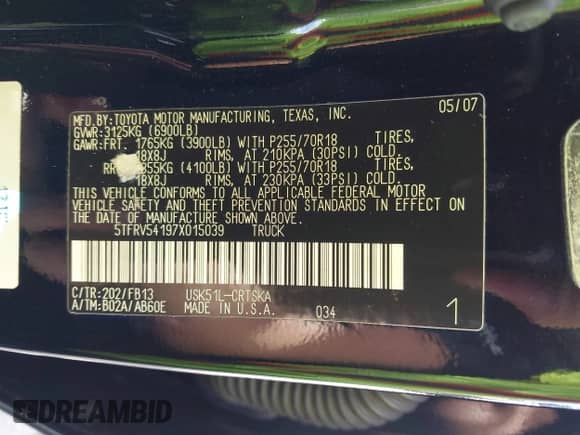 MFD.BY:TOYOTA MOTOR MANUFACTURING, TEXAS, INC. 05/07
GVWR:3125KG (6900LB)
GAWR:FRT. 1765KG (3900LB) WITH P255/70R18 TIRES,
18X8J RIMS, AT 210KPA (30PSI) COLD.
RR 855KG (4100LB) WITH P255/70R18 TIRES,
18X8J RIMS, AT 230KPA (33PSI) COLD.
THIS VEHICLE CONFORMS TO ALL APPLICABLE FEDERAL MOTOR
VEHICLE SAFETY AND THEFT PREVENTION STANDARDS IN EFFECT
ON THE DATE OF MANUFACTURE SHOWN ABOVE.
5TFRV54197X015039 TRUCK
C/TR:202/FB13 USK51L-CRTSKA
A/TM:B02A/AB60E MADE IN U.S.A. 034 1
DREAMBID